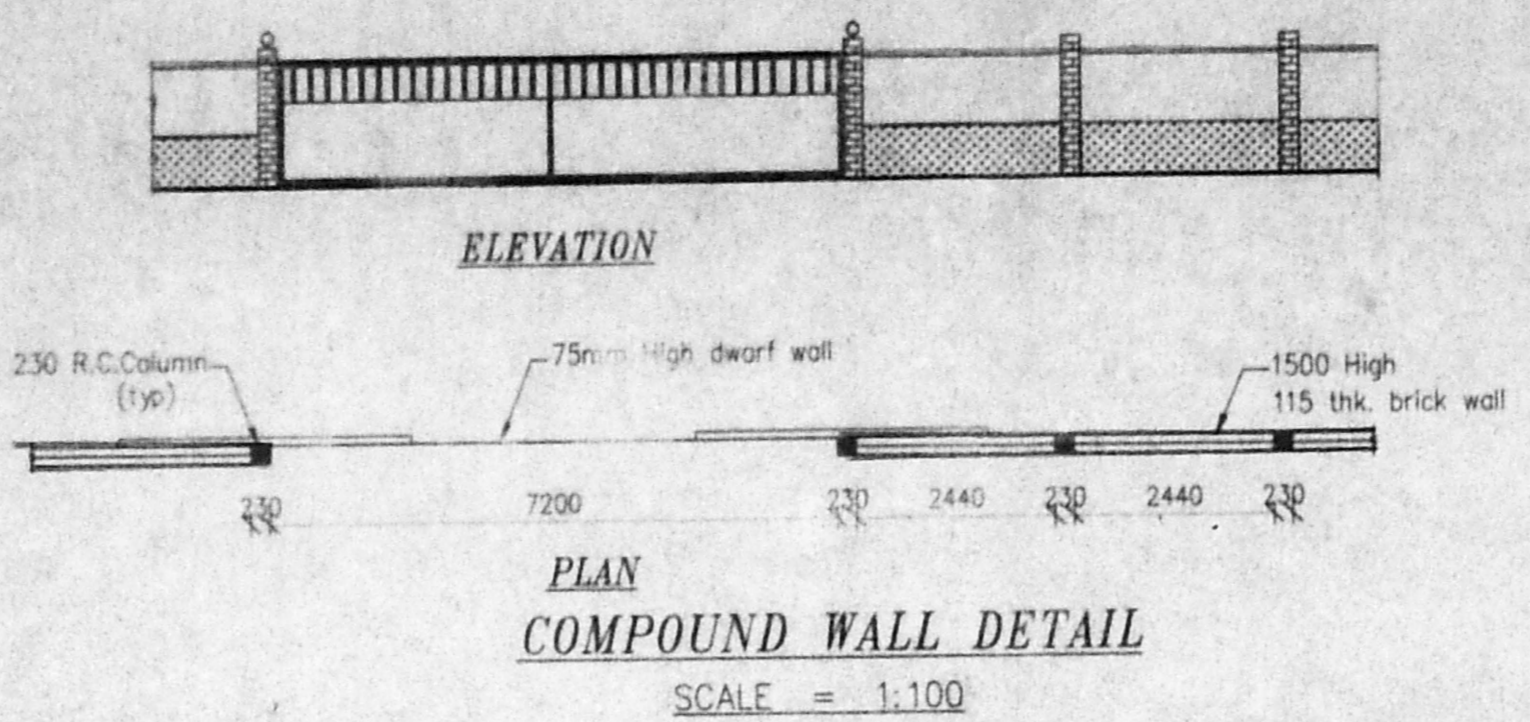 ELEVATION
230 R.C.Column
(typ)
75mm High dwarf wall
1500 High
115 thk. brick wall
230 7200 230 2440 230 2440 230
PLAN
COMPOUND WALL DETAIL
SCALE = 1:100